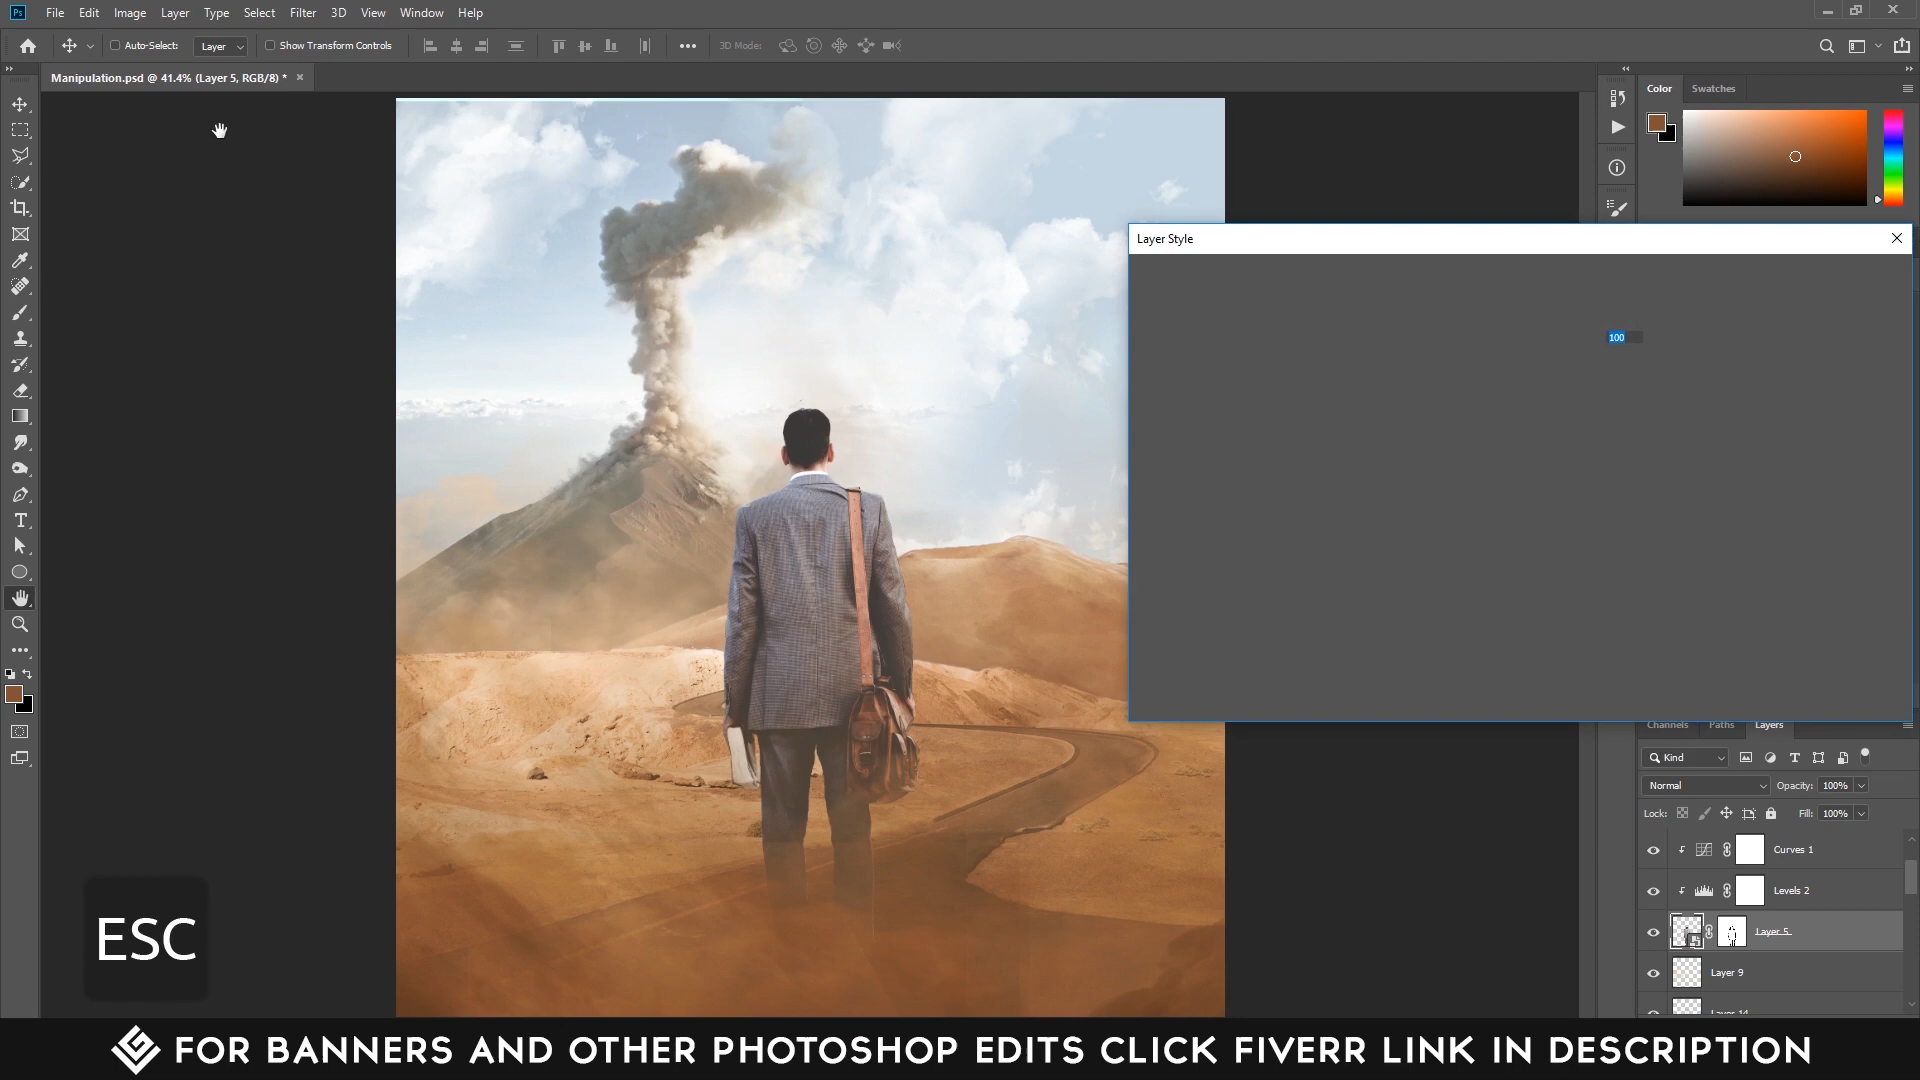 Ps File Edit Image Layer Type Select Filter 3D View Window Help
Auto-Select: Layer Show Transform Controls 3D Mode:
Manipulation.psd @ 41.4% (Layer 5, RGB/8) *
Color Swatches
Layer Style
100
Channels Paths Layers
Kind
Normal Opacity: 100%
Lock: Fill: 100%
Curves 1
Levels 2
Layer 5
Layer 9
Layer 14
ESC
FOR BANNERS AND OTHER PHOTOSHOP EDITS CLICK FIVERR LINK IN DESCRIPTION